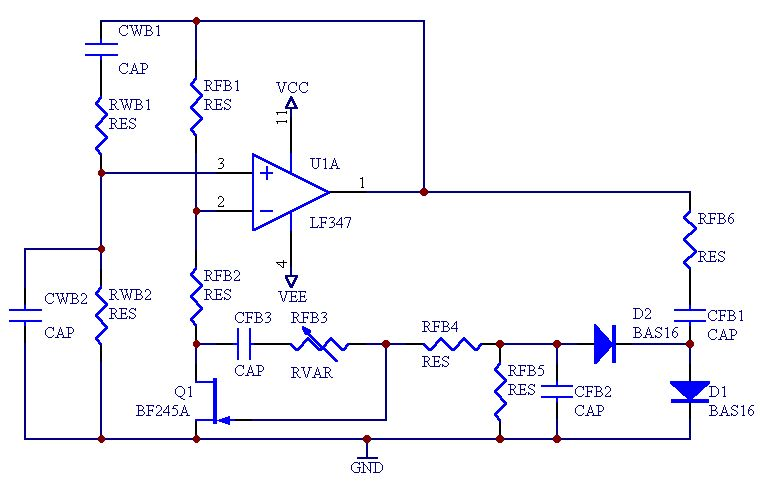 CWB1
CAP
RWB1
RES
RFB1
RES
VCC
11
3
U1A
1
2
LF347
4
VEE
RFB6
RES
RFB2
RES
CWB2
CAP
RWB2
RES
CFB3
CAP
RFB3
RVAR
RFB4
RES
D2
BAS16
CFB1
CAP
Q1
BF245A
RFB5
RES
CFB2
CAP
D1
BAS16
GND